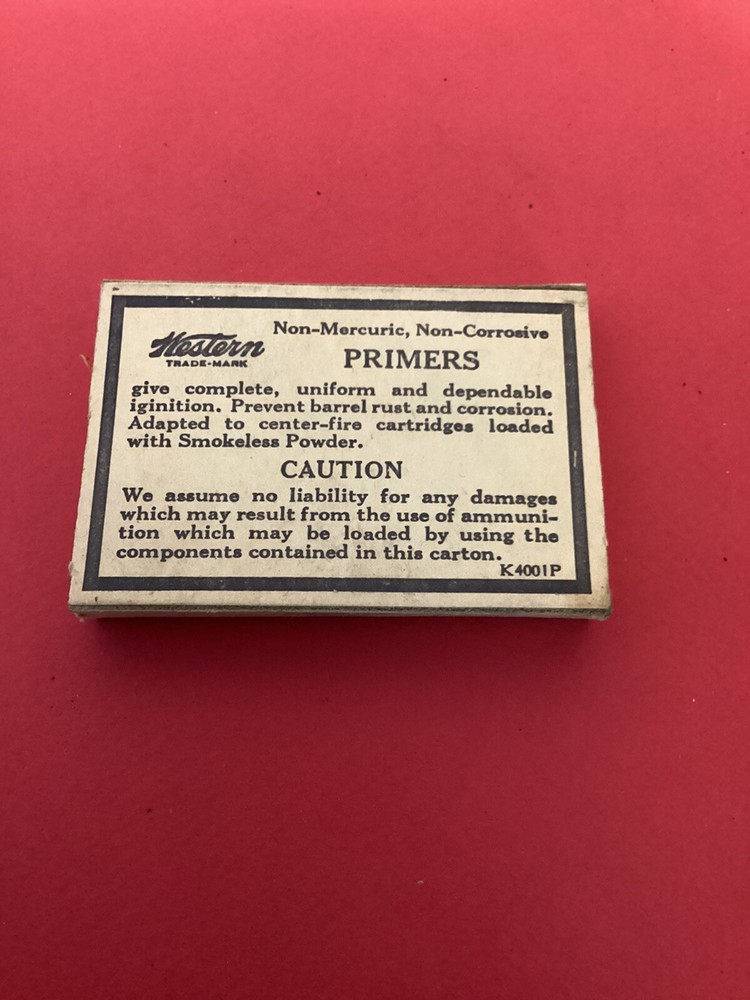 Non-Mercuric, Non-Corrosive
Western
TRADE-MARK
PRIMERS
give complete, uniform and dependable
iginition. Prevent barrel rust and corrosion.
Adapted to center-fire cartridges loaded
with Smokeless Powder.
CAUTION
We assume no liability for any damages
which may result from the use of ammuni-
tion which may be loaded by using the
components contained in this carton.
K4001P